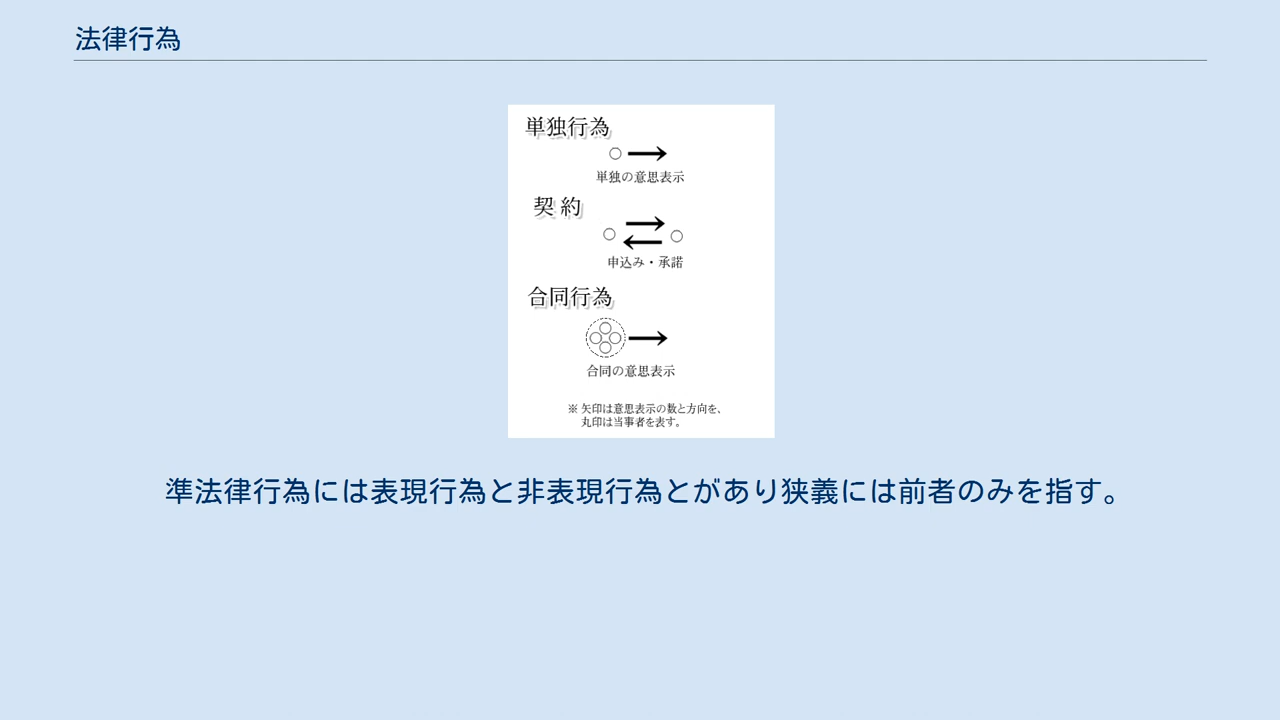 法律行為
単独行為
単独の意思表示
契 約
申込み・承諾
合同行為
合同の意思表示
※ 矢印は意思表示の数と方向を、
丸印は当事者を表す。
準法律行為には表現行為と非表現行為とがあり狭義には前者のみを指す。